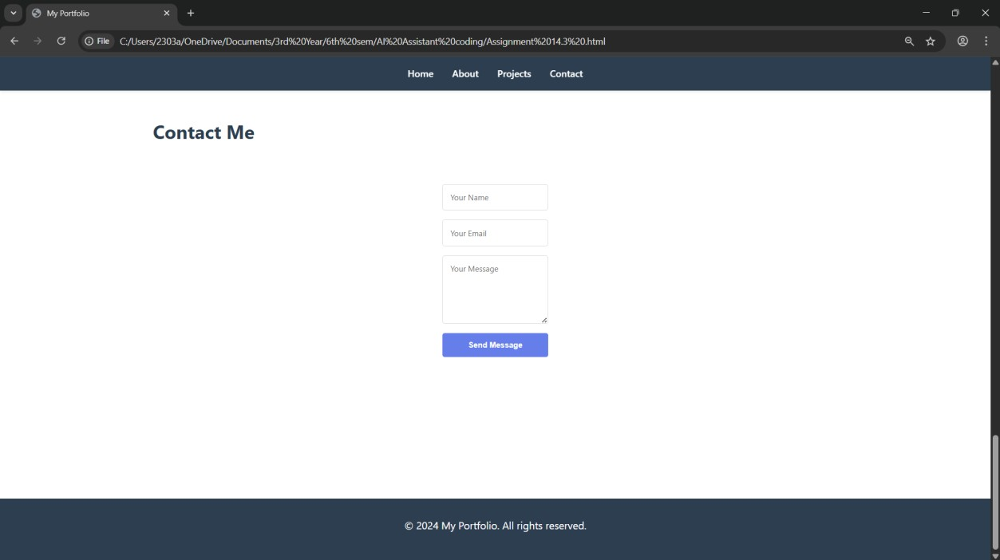 My Portfolio
File C:/Users/2303a/OneDrive/Documents/3rd%20Year/6th%20sem/AI%20Assistant%20coding/Assignment%2014.3%20.html
Home About Projects Contact
Contact Me
Your Name
Your Email
Your Message
Send Message
© 2024 My Portfolio. All rights reserved.